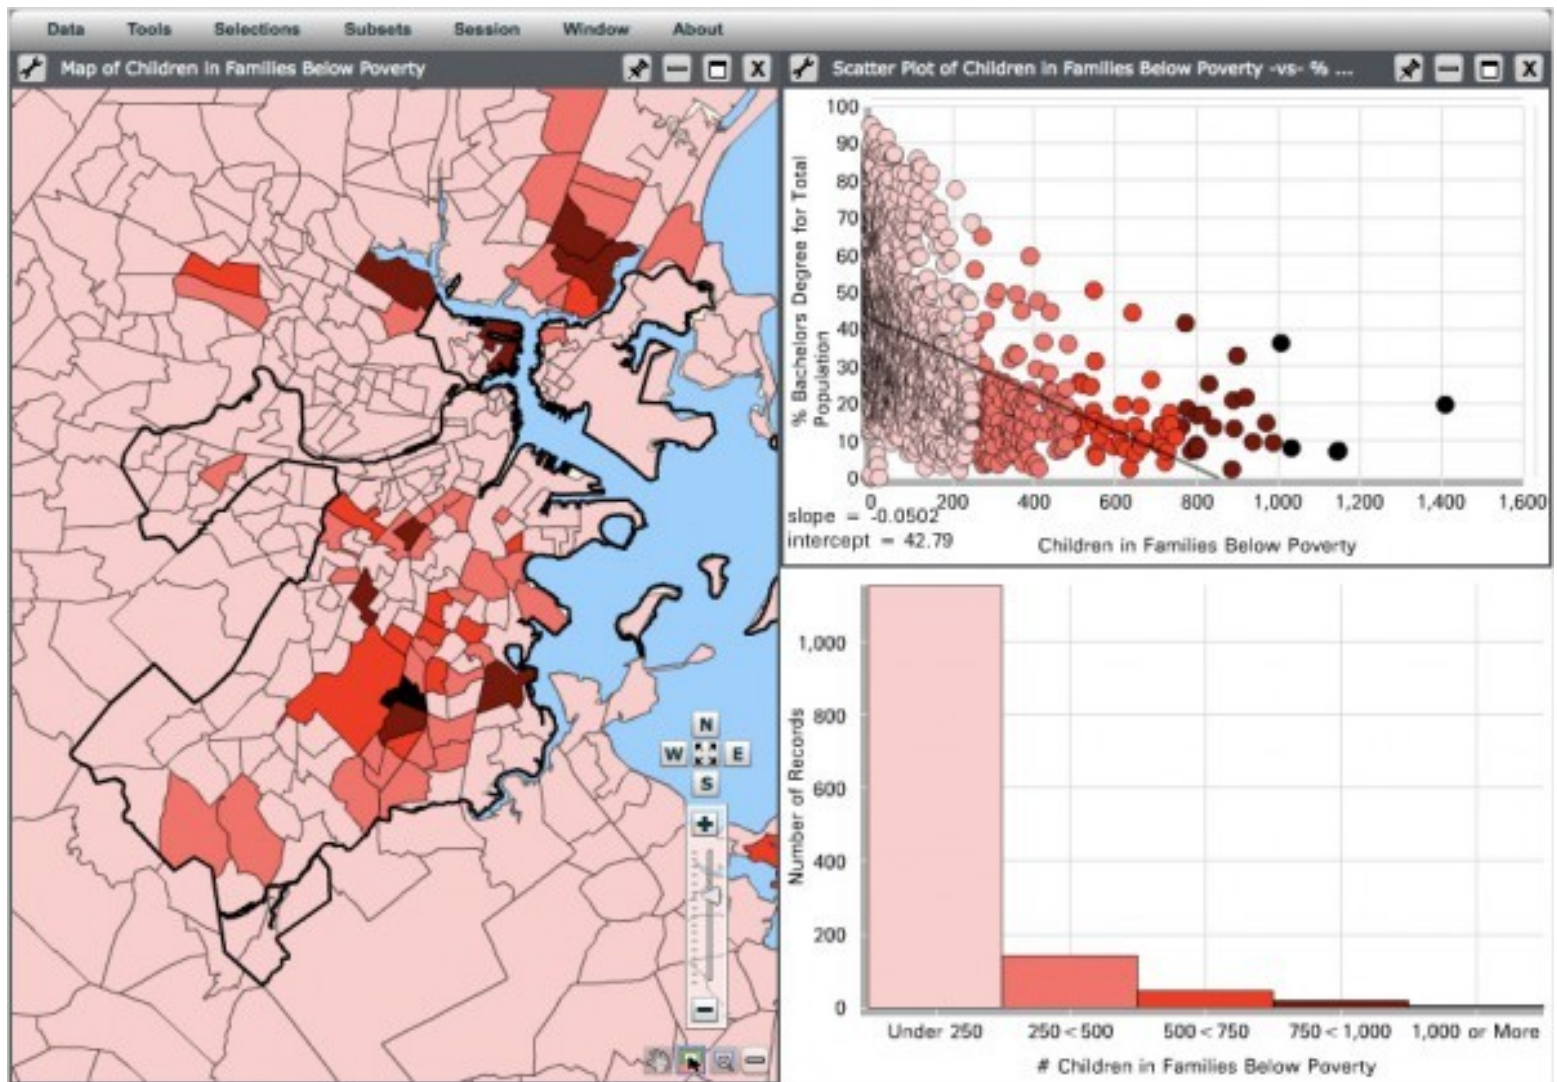 Data Tools Selections Subsets Session Window About
Map of Children in Families Below Poverty
X
N
W E
S
+
−
Scatter Plot of Children in Families Below Poverty -vs- % ...
X
100
90
80
70
60
50
40
30
20
10
0
% Bachelors Degree for Total
Population
0 200 400 600 800 1,000 1,200 1,400 1,600
slope = -0.0502
intercept = 42.79
Children in Families Below Poverty
1,000
800
600
400
200
0
Number of Records
Under 250 250<500 500<750 750<1,000 1,000 or More
# Children in Families Below Poverty